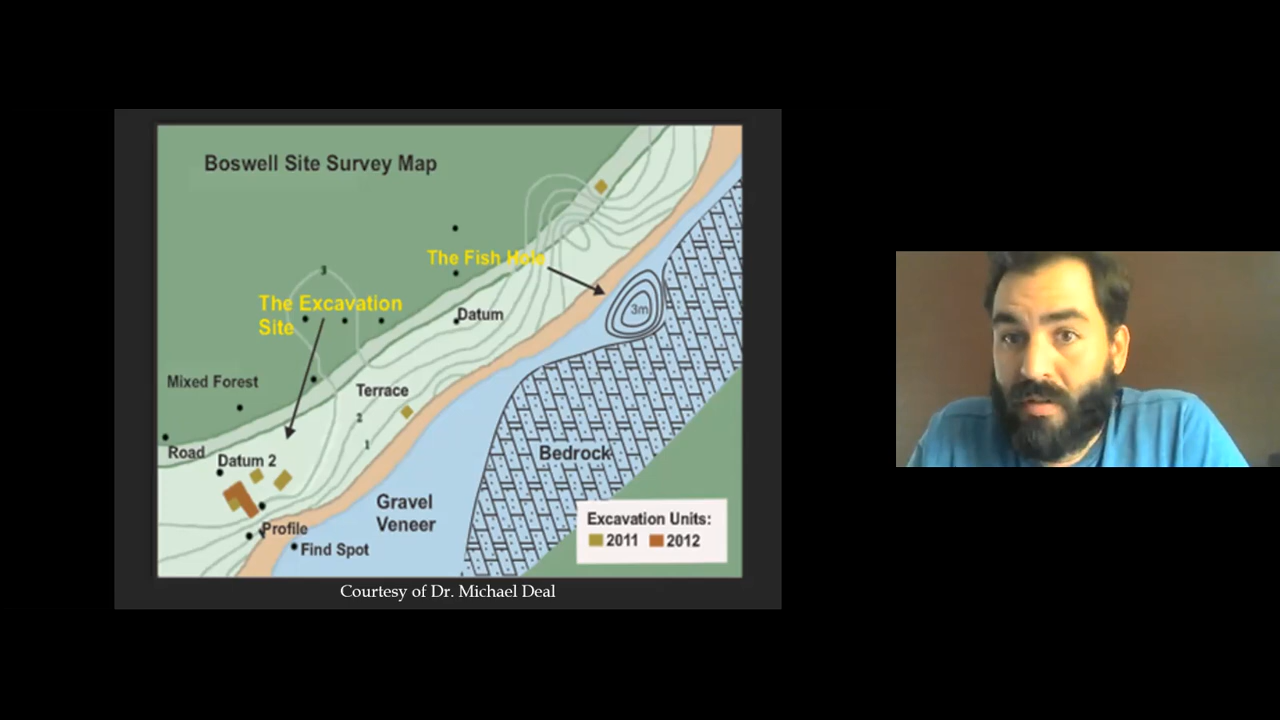 Boswell Site Survey Map
The Fish Hole
3
The Excavation
Site
3m
Datum
Mixed Forest
Terrace
2
1
Road
Datum 2
Bedrock
Gravel
Veneer
Profile
Find Spot
Excavation Units:
2011 2012
Courtesy of Dr. Michael Deal